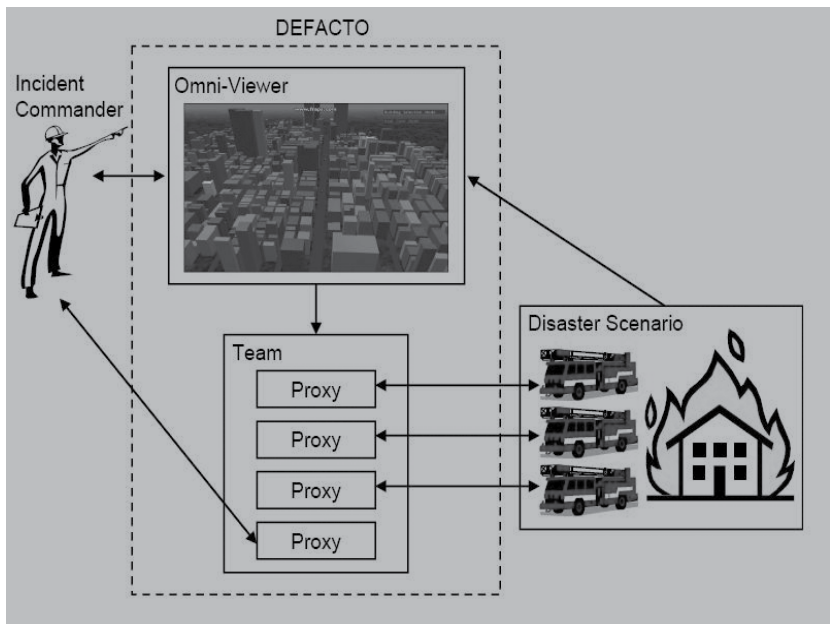 DEFACTO
Incident
Commander
Omni-Viewer
Team
Proxy
Proxy
Proxy
Proxy
Disaster Scenario